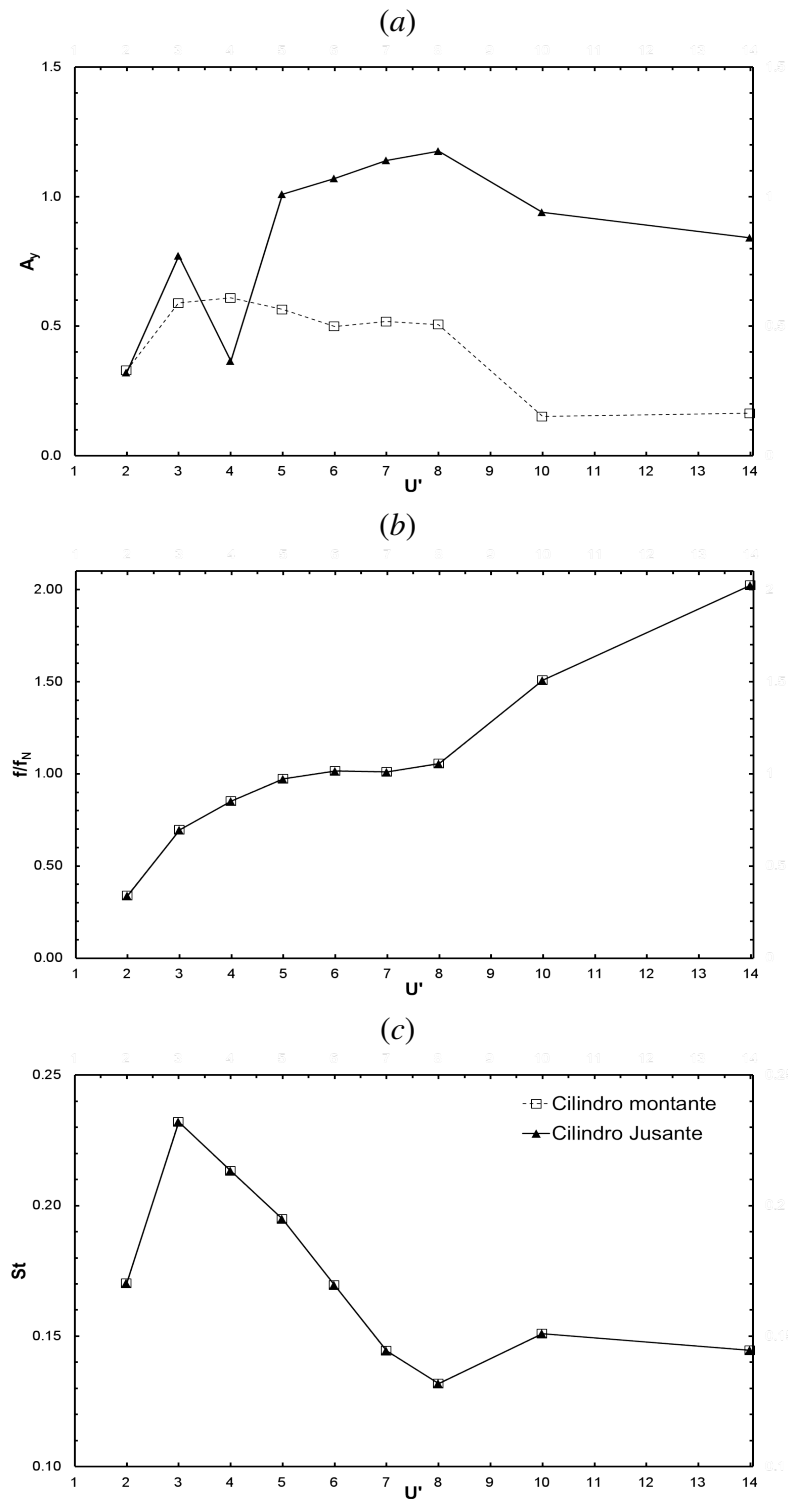 (a)
1.5
1.0
0.5
0.0
A_y
1 2 3 4 5 6 7 8 9 10 11 12 13 14
U'
(b)
2.00
1.50
1.00
0.50
0.00
f/f_N
1 2 3 4 5 6 7 8 9 10 11 12 13 14
U'
(c)
0.25
0.20
0.15
0.10
St
Cilindro montante
Cilindro Jusante
1 2 3 4 5 6 7 8 9 10 11 12 13 14
U'